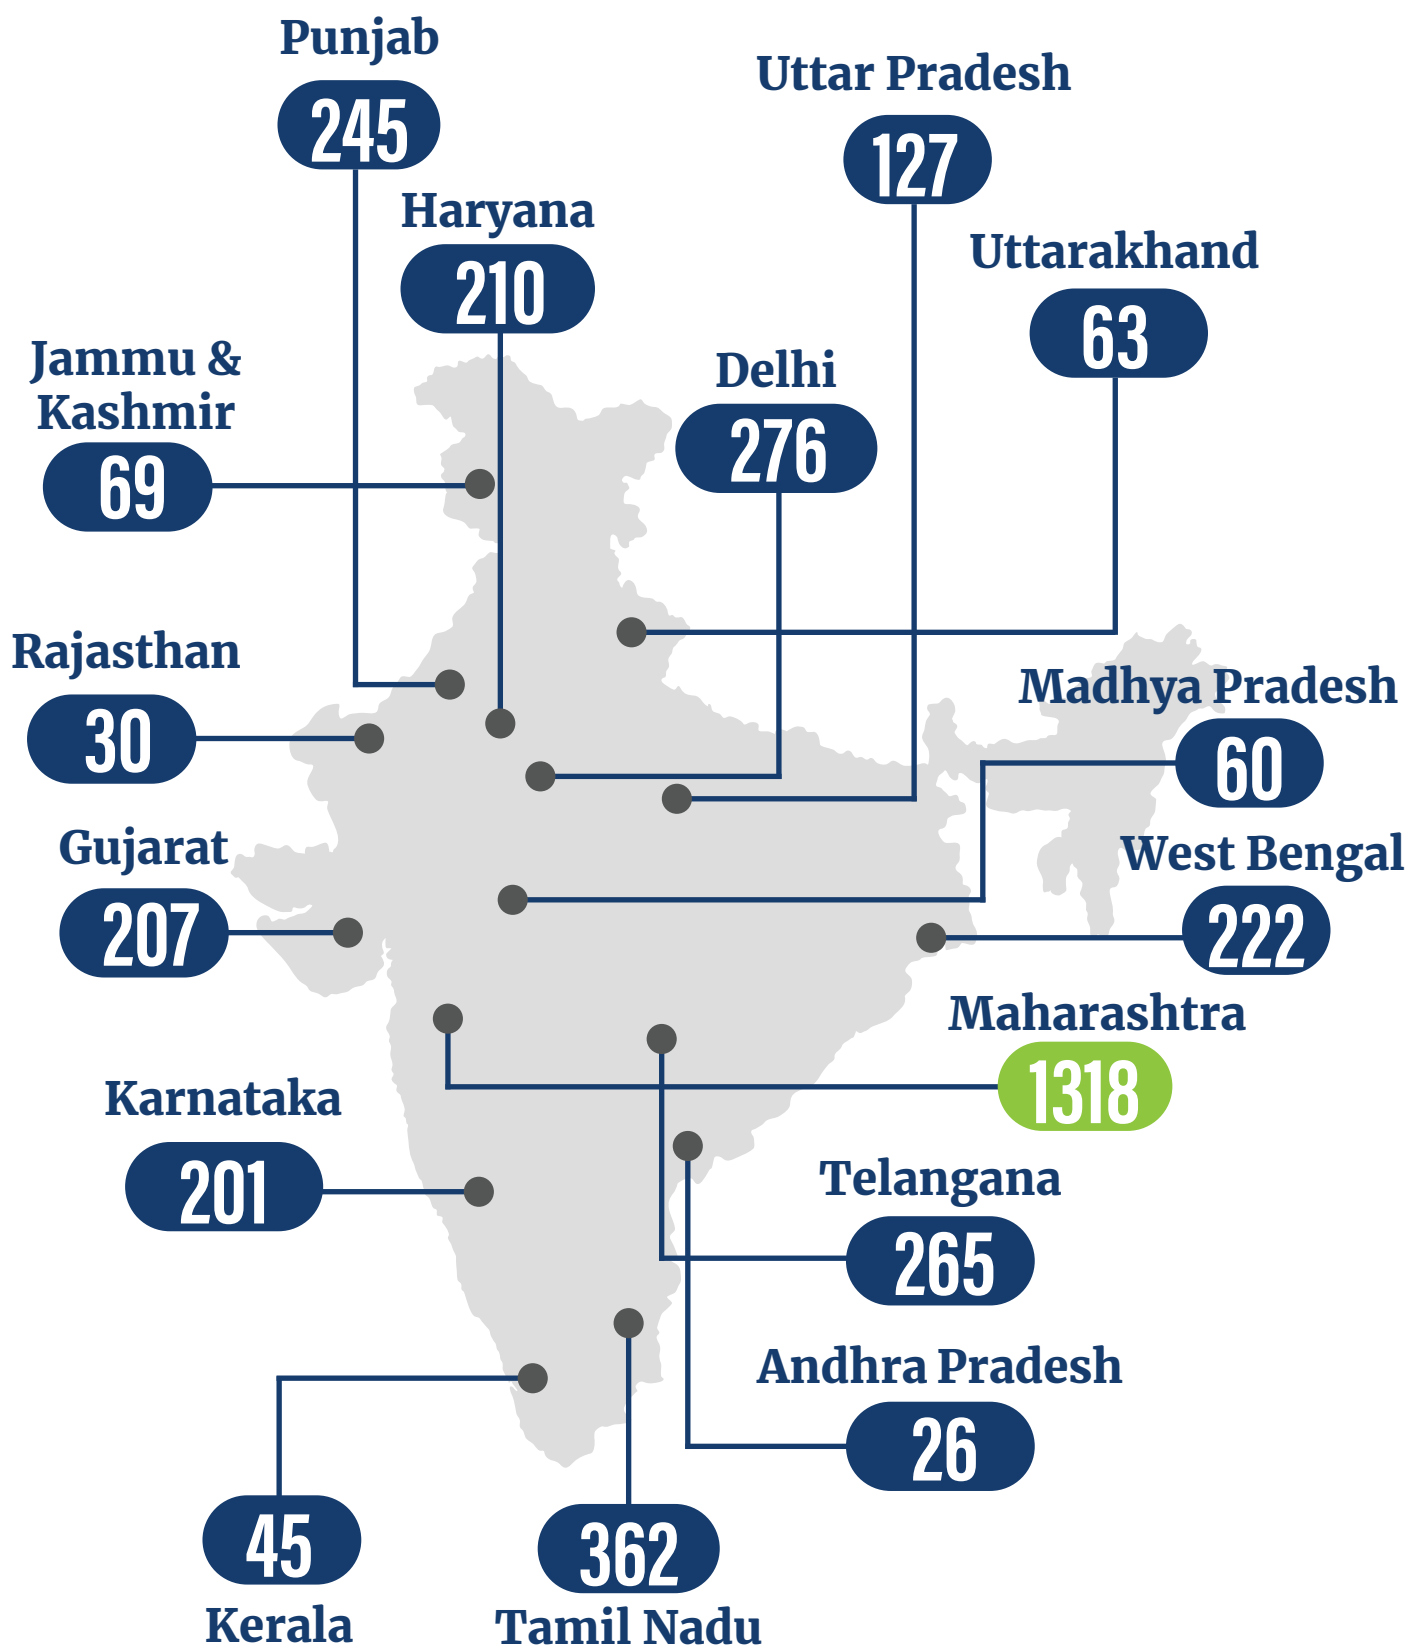 Punjab
245
Uttar Pradesh
127
Haryana
210
Uttarakhand
63
Jammu &
Kashmir
69
Delhi
276
Rajasthan
30
Madhya Pradesh
60
Gujarat
207
West Bengal
222
Maharashtra
1318
Karnataka
201
Telangana
265
Andhra Pradesh
26
45
Kerala
362
Tamil Nadu